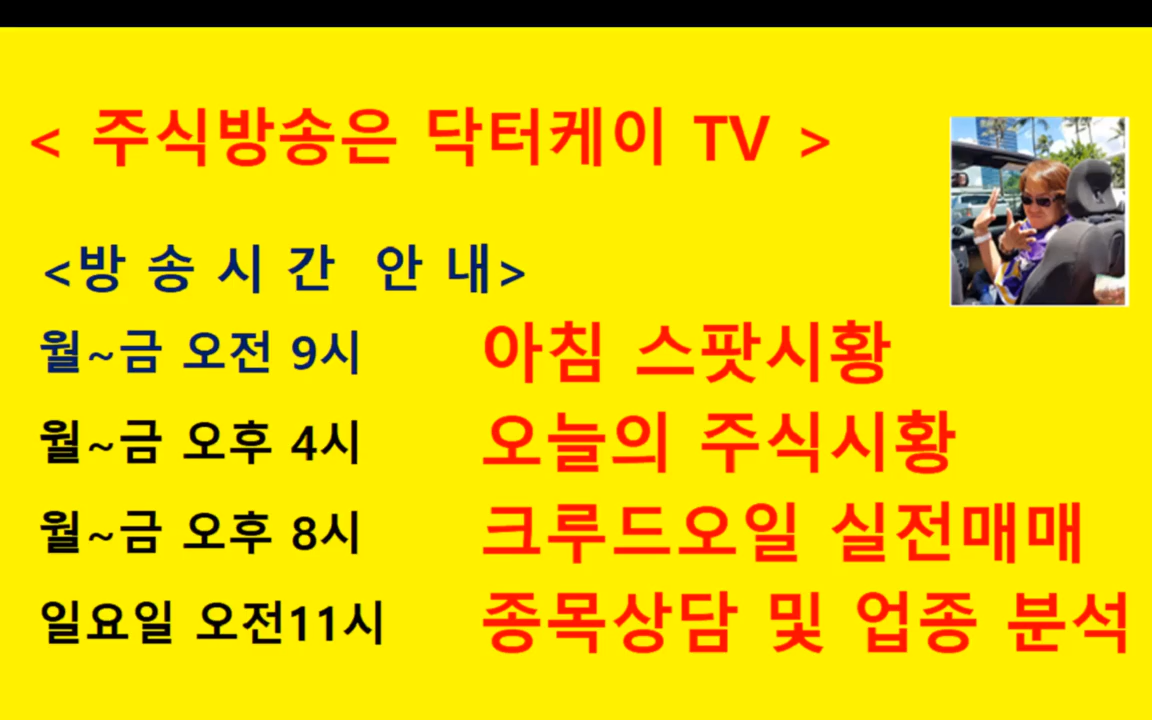 < 주식방송은 닥터케이 TV >
<방 송 시 간 안 내>
월~금 오전 9시 아침 스팟시황
월~금 오후 4시 오늘의 주식시황
월~금 오후 8시 크루드오일 실전매매
일요일 오전11시 종목상담 및 업종 분석